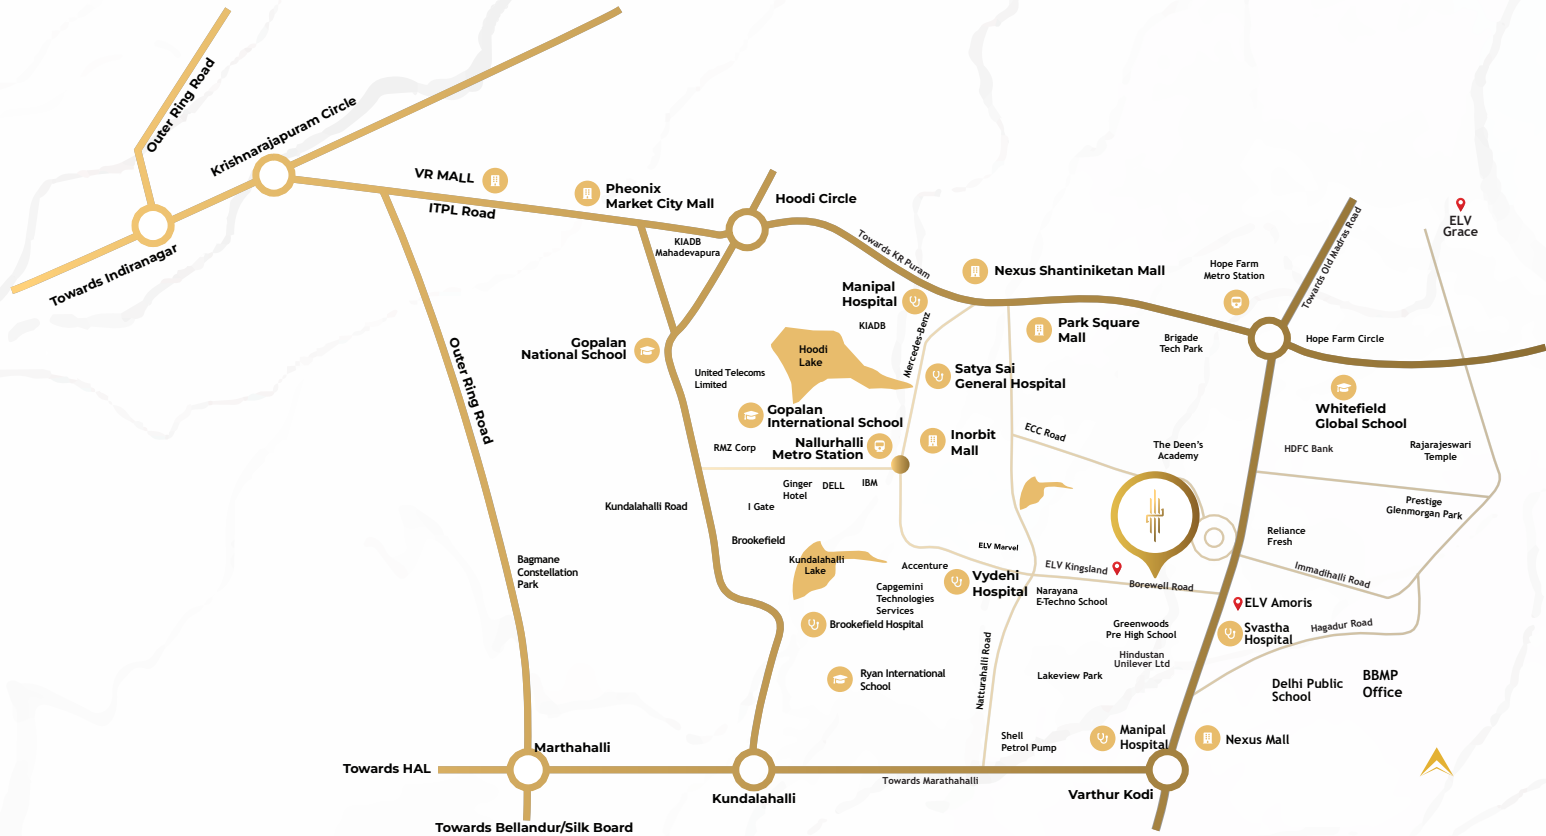 Outer Ring Road
Krishnarajapuram Circle
Towards Indiranagar
VR MALL
ITPL Road
Pheonix
Market City Mall
Hoodi Circle
KIADB
Mahadevapura
Towards KR Puram
Nexus Shantiniketan Mall
Hope Farm
Metro Station
Towards Old Madras Road
ELV
Grace
Manipal
Hospital
KIADB
Mercedes-Benz
Park Square
Mall
Brigade
Tech Park
Hope Farm Circle
Gopalan
National School
Hoodi
Lake
United Telecoms
Limited
Satya Sai
General Hospital
Whitefield
Global School
Outer Ring Road
Gopalan
International School
Nallurhalli
Metro Station
RMZ Corp
Inorbit
Mall
ECC Road
The Deen's
Academy
HDFC Bank
Rajarajeswari
Temple
Ginger
Hotel
DELL
IBM
I Gate
Kundalahalli Road
Prestige
Glenmorgan Park
Brookefield
Reliance
Fresh
ELV Marvel
Kundalahalli
Lake
Accenture
ELV Kingsland
Borewell Road
Immadihalli Road
Bagmane
Constellation
Park
Capgemini
Technologies
Services
Vydehi
Hospital
Narayana
E-Techno School
ELV Amoris
Brookefield Hospital
Greenwoods
Pre High School
Svastha
Hospital
Hagadur Road
Hindustan
Unilever Ltd
Natturahalli Road
Ryan International
School
Lakeview Park
Delhi Public
School
BBMP
Office
Shell
Petrol Pump
Manipal
Hospital
Nexus Mall
Marthahalli
Towards HAL
Towards Marathahalli
Kundalahalli
Varthur Kodi
Towards Bellandur/Silk Board